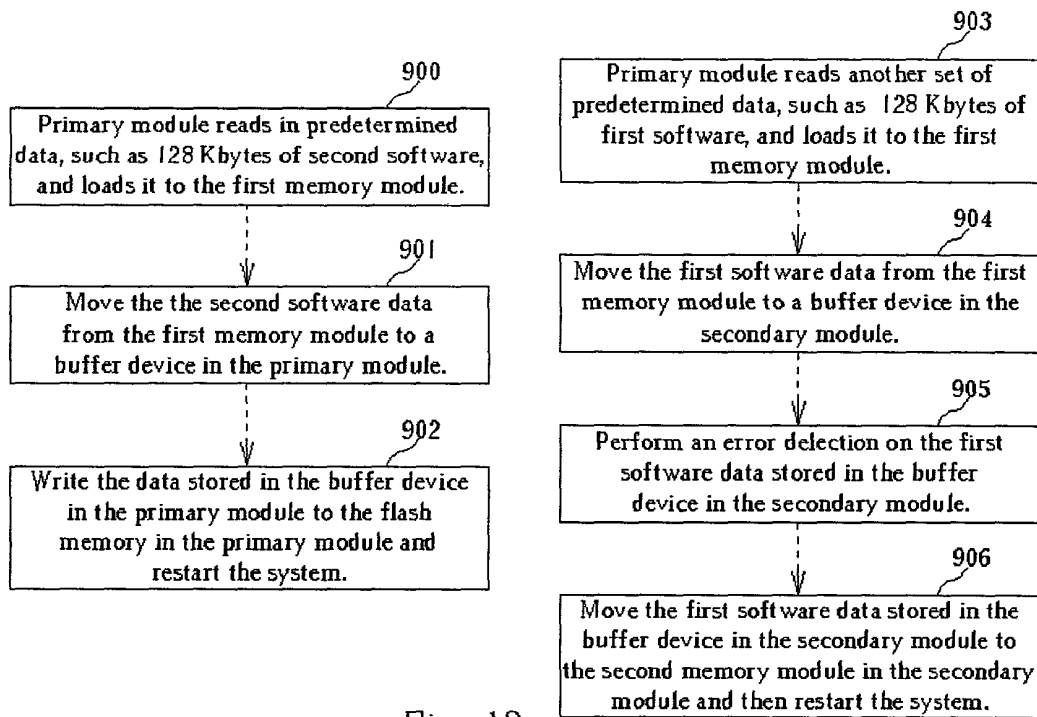 900
Primary module reads in predetermined
data, such as 128 Kbytes of second software,
and loads it to the first memory module.
901
Move the the second software data
from the first memory module to a
buffer device in the primary module.
902
Write the data stored in the buffer device
in the primary module to the flash
memory in the primary module and
restart the system.
903
Primary module reads another set of
predetermined data, such as 128 Kbytes of
first software, and loads it to the first
memory module.
904
Move the first software data from the first
memory module to a buffer device in the
secondary module.
905
Perform an error delection on the first
software data stored in the buffer
device in the secondary module.
906
Move the first software data stored in the
buffer device in the secondary module to
the second memory module in the secondary
module and then restart the system.